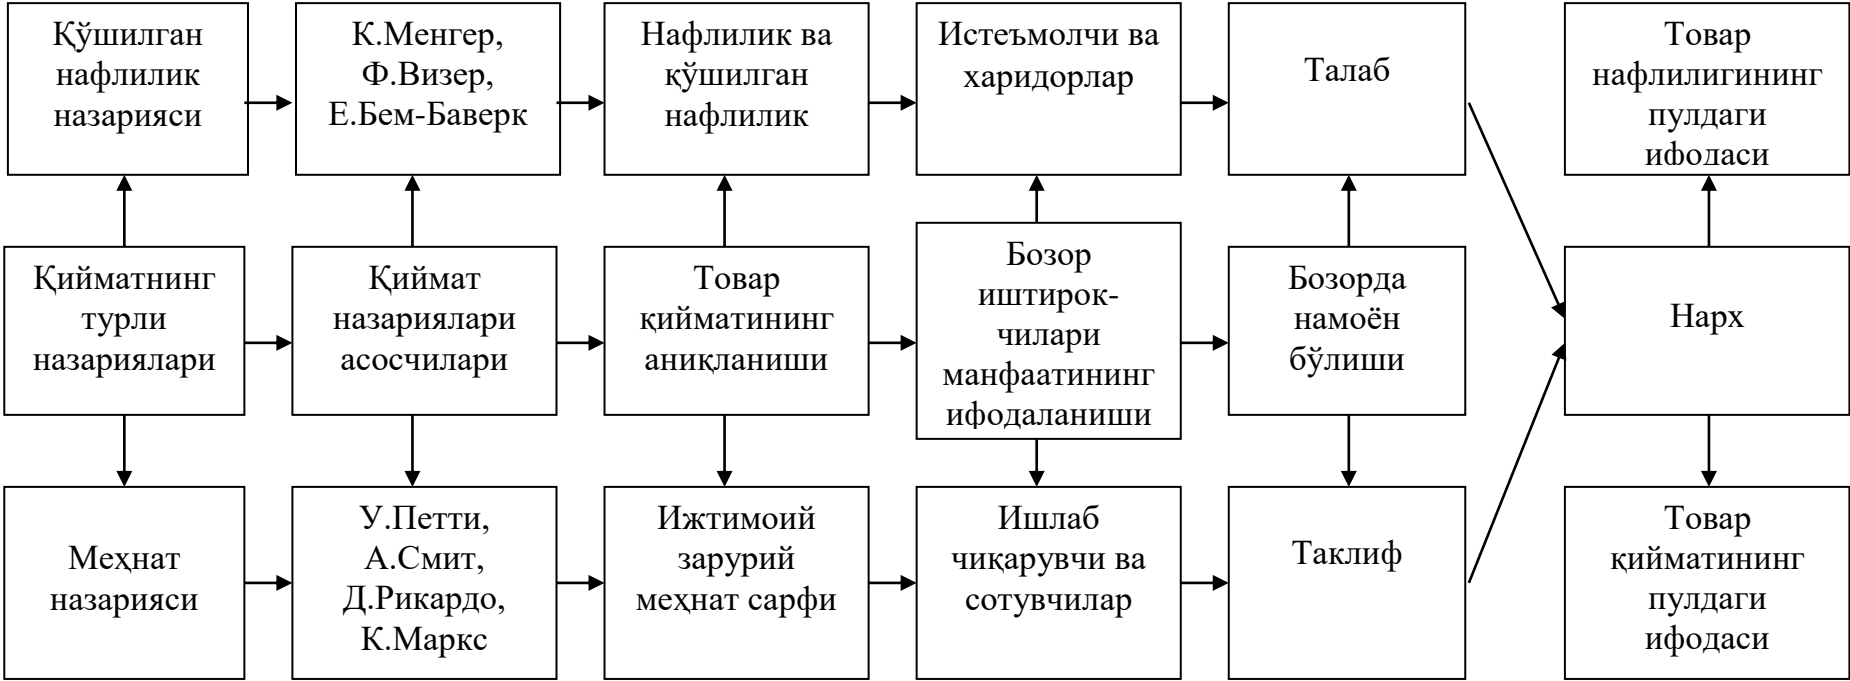 Қўшилган
нафлилик
назарияси
К.Менгер,
Ф.Визер,
Е.Бем-Баверк
Нафлилик ва
қўшилган
нафлилик
Истеъмолчи ва
харидорлар
Талаб
Товар
нафлилигининг
пулдаги
ифодаси
Қийматнинг
турли
назариялари
Қиймат
назариялари
асосчилари
Товар
қийматининг
аниқланиши
Бозор
иштирок-
чилари
манфаатининг
ифодаланиши
Бозорда
намоён
бўлиши
Нарх
Меҳнат
назарияси
У.Петти,
А.Смит,
Д.Рикардо,
К.Маркс
Ижтимоий
зарурий
меҳнат сарфи
Ишлаб
чиқарувчи ва
сотувчилар
Таклиф
Товар
қийматининг
пулдаги
ифодаси